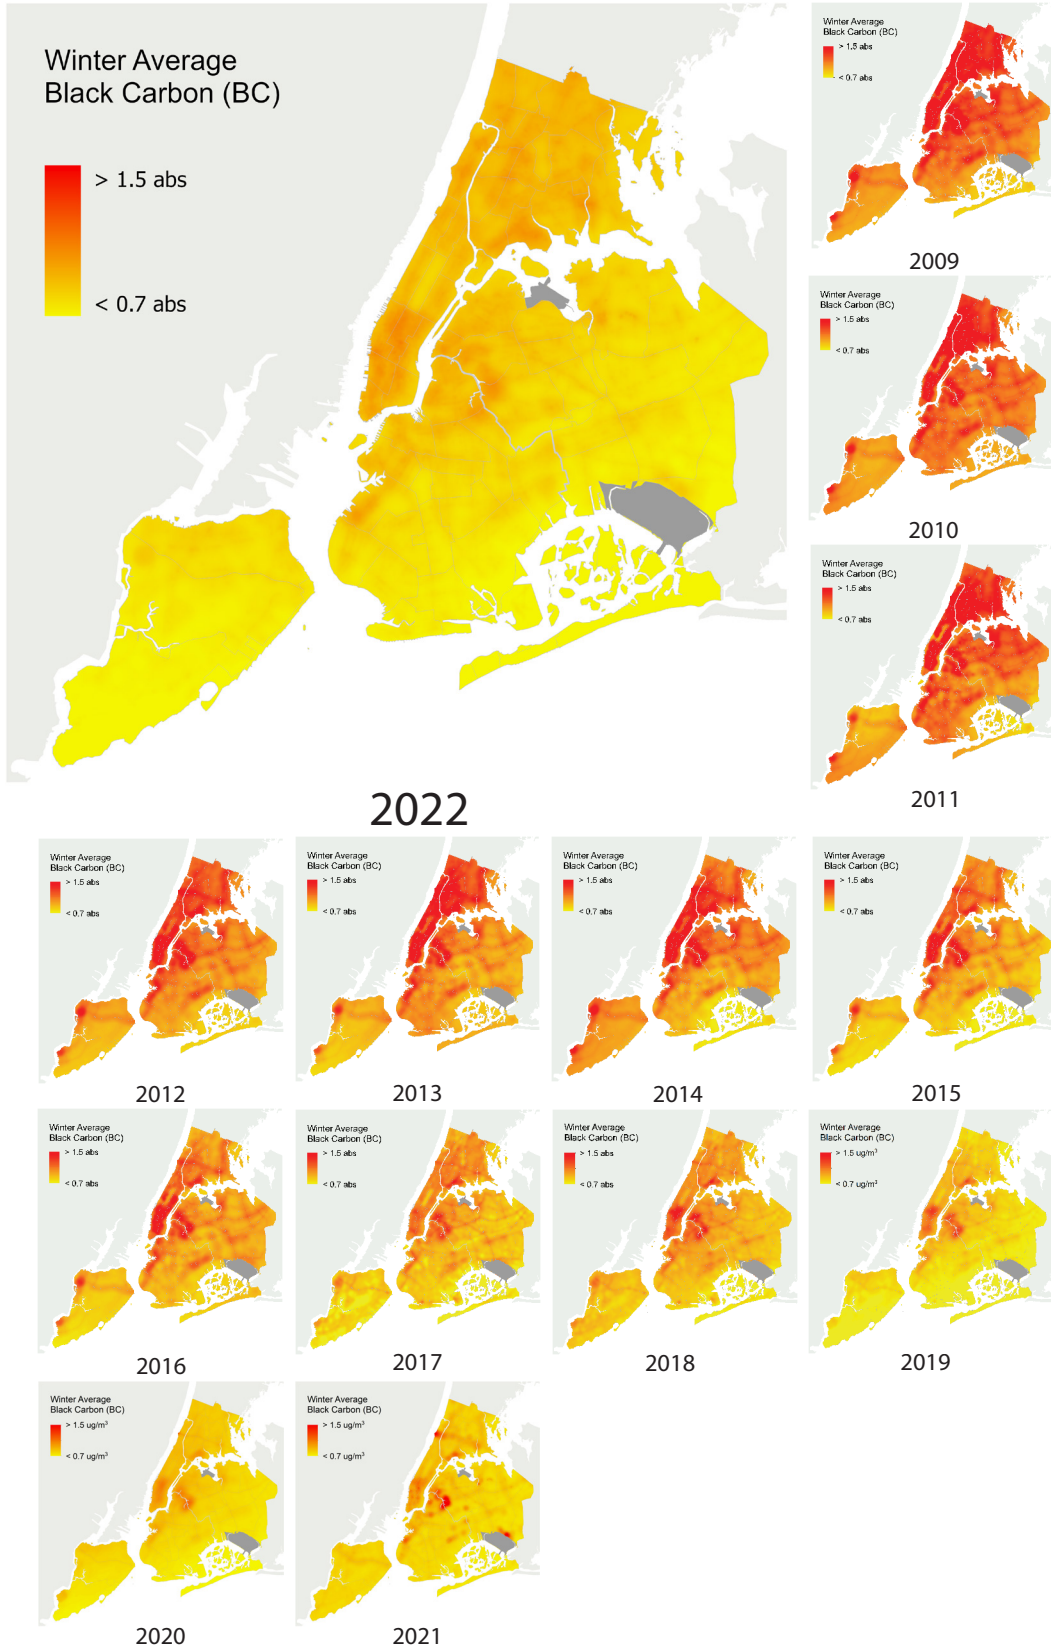 Winter Average
Black Carbon (BC)
> 1.5 abs
< 0.7 abs
2022
Winter Average
Black Carbon (BC)
> 1.5 abs
< 0.7 abs
2009
Winter Average
Black Carbon (BC)
> 1.5 abs
< 0.7 abs
2010
Winter Average
Black Carbon (BC)
> 1.5 abs
< 0.7 abs
2011
Winter Average
Black Carbon (BC)
> 1.5 abs
< 0.7 abs
2012
Winter Average
Black Carbon (BC)
> 1.5 abs
< 0.7 abs
2013
Winter Average
Black Carbon (BC)
> 1.5 abs
< 0.7 abs
2014
Winter Average
Black Carbon (BC)
> 1.5 abs
< 0.7 abs
2015
Winter Average
Black Carbon (BC)
> 1.5 abs
< 0.7 abs
2016
Winter Average
Black Carbon (BC)
> 1.5 abs
< 0.7 abs
2017
Winter Average
Black Carbon (BC)
> 1.5 abs
< 0.7 abs
2018
Winter Average
Black Carbon (BC)
> 1.5 ug/m³
< 0.7 ug/m³
2019
Winter Average
Black Carbon (BC)
> 1.5 ug/m³
< 0.7 ug/m³
2020
Winter Average
Black Carbon (BC)
> 1.5 ug/m³
< 0.7 ug/m³
2021